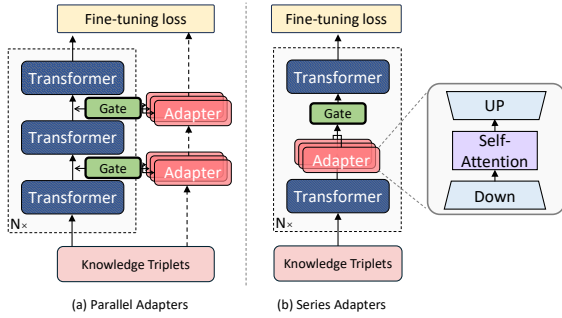 Fine-tuning loss
Transformer
Gate
Adapter
Transformer
Gate
Adapter
Transformer
N×
Knowledge Triplets
(a) Parallel Adapters
Fine-tuning loss
Transformer
Gate
Adapter
Transformer
N×
Knowledge Triplets
(b) Series Adapters
UP
Self-
Attention
Down